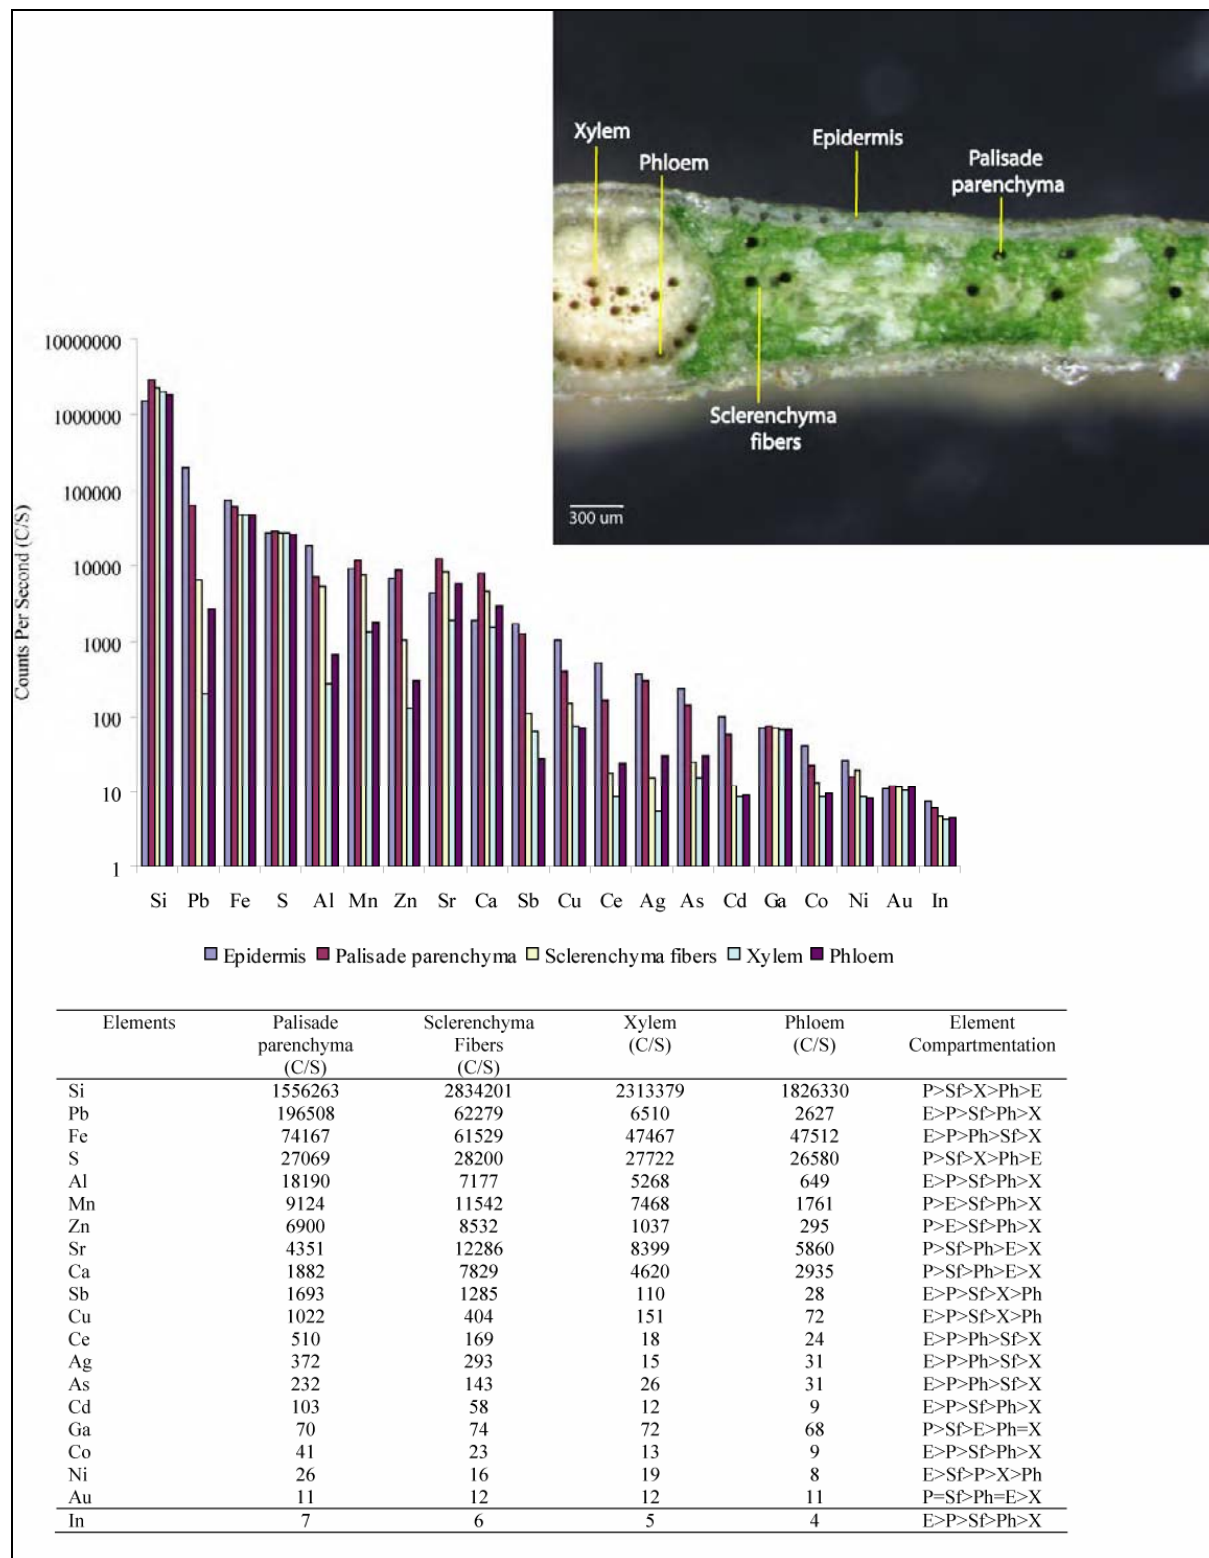 Xylem
Phloem
Epidermis
Palisade
parenchyma
Sclerenchyma
fibers
300 um
Counts Per Second (C/S)
10000000
1000000
100000
10000
1000
100
10
1
Si Pb Fe S Al Mn Zn Sr Ca Sb Cu Ce Ag As Cd Ga Co Ni Au In
Epidermis Palisade parenchyma Sclerenchyma fibers Xylem Phloem
Elements Palisade parenchyma (C/S) Sclerenchyma Fibers (C/S) Xylem (C/S) Phloem (C/S) Element Compartmentation
Si 1556263 2834201 2313379 1826330 P>Sf>X>Ph>E
Pb 196508 62279 6510 2627 E>P>Sf>Ph>X
Fe 74167 61529 47467 47512 E>P>Ph>Sf>X
S 27069 28200 27722 26580 P>Sf>X>Ph>E
Al 18190 7177 5268 649 E>P>Sf>Ph>X
Mn 9124 11542 7468 1761 P>E>Sf>Ph>X
Zn 6900 8532 1037 295 P>E>Sf>Ph>X
Sr 4351 12286 8399 5860 P>Sf>Ph>E>X
Ca 1882 7829 4620 2935 P>Sf>Ph>E>X
Sb 1693 1285 110 28 E>P>Sf>X>Ph
Cu 1022 404 151 72 E>P>Sf>X>Ph
Ce 510 169 18 24 E>P>Ph>Sf>X
Ag 372 293 15 31 E>P>Ph>Sf>X
As 232 143 26 31 E>P>Ph>Sf>X
Cd 103 58 12 9 E>P>Sf>Ph>X
Ga 70 74 72 68 P>Sf>E>Ph=X
Co 41 23 13 9 E>P>Sf>Ph>X
Ni 26 16 19 8 E>Sf>P>X>Ph
Au 11 12 12 11 P=Sf>Ph=E>X
In 7 6 5 4 E>P>Sf>Ph>X